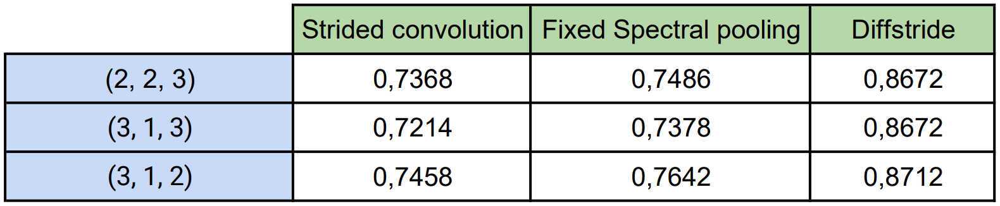 Strided convolution Fixed Spectral pooling Diffstride
(2, 2, 3) 0,7368 0,7486 0,8672
(3, 1, 3) 0,7214 0,7378 0,8672
(3, 1, 2) 0,7458 0,7642 0,8712